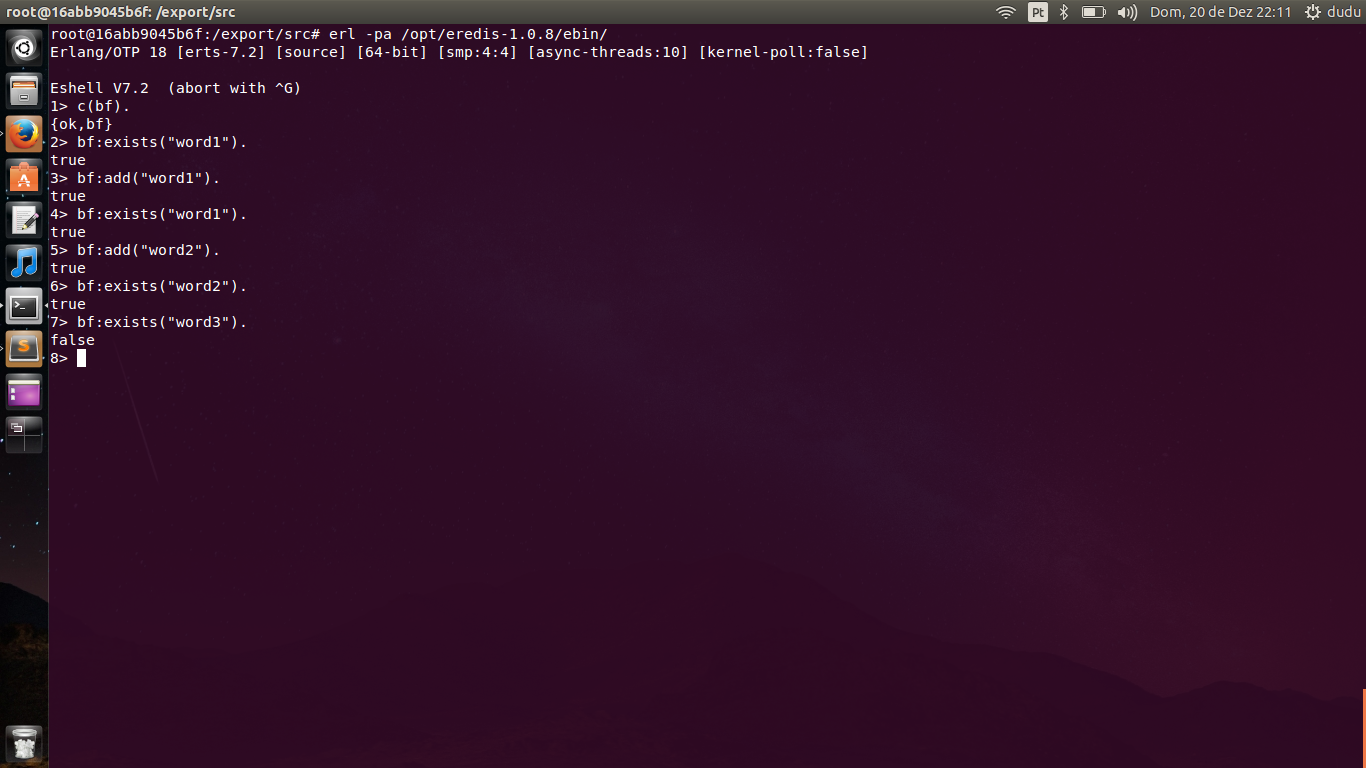 root@16abb9045b6f: /export/src
Pt
Dom, 20 de Dez 22:11
dudu
root@16abb9045b6f:/export/src# erl -pa /opt/eredis-1.0.8/ebin/
Erlang/OTP 18 [erts-7.2] [source] [64-bit] [smp:4:4] [async-threads:10] [kernel-poll:false]
Eshell V7.2  (abort with ^G)
1> c(bf).
{ok,bf}
2> bf:exists("word1").
true
3> bf:add("word1").
true
4> bf:exists("word1").
true
5> bf:add("word2").
true
6> bf:exists("word2").
true
7> bf:exists("word3").
false
8>